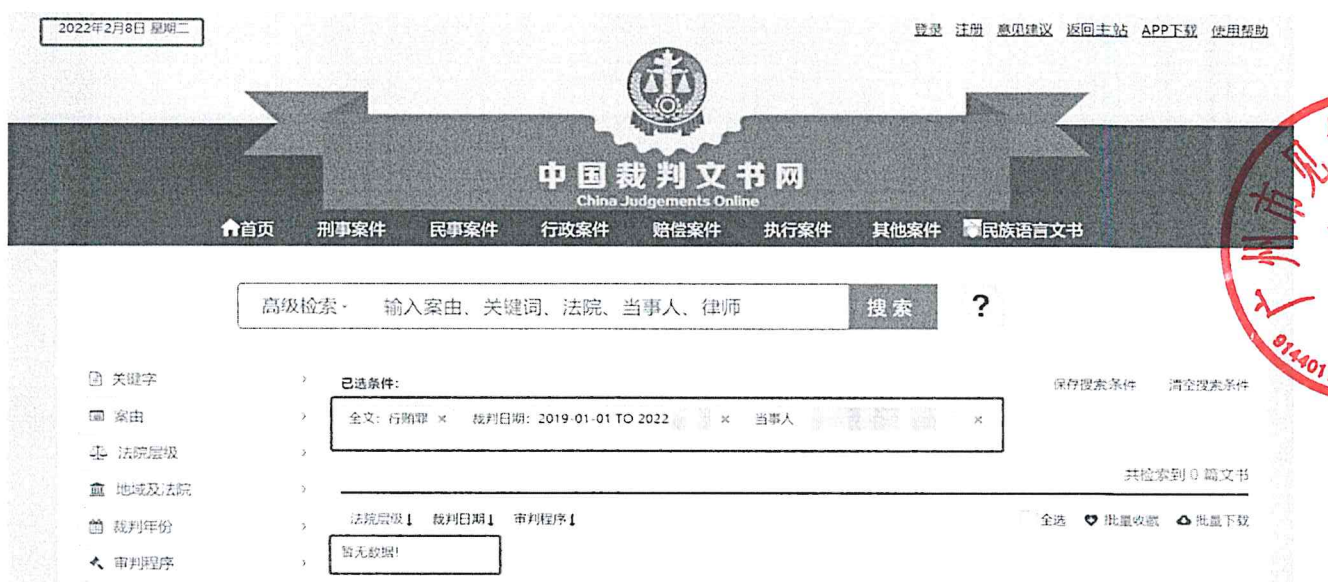 2022年2月8日 星期二
登录 注册 意见建议 返回主站 APP下载 使用帮助
中国裁判文书网
China Judgements Online
首页 刑事案件 民事案件 行政案件 赔偿案件 执行案件 其他案件 民族语言文书
高级检索 输入案由、关键词、法院、当事人、律师 搜索 ?
关键字
案由
法院层级
地域及法院
裁判年份
审判程序
已选条件:
保存搜索条件 清空搜索条件
全文: 行贿罪 × 裁判日期: 2019-01-01 TO 2022 × 当事人 ×
共检索到 0 篇文书
法院层级 裁判日期 审判程序
全选 批量收藏 批量下载
暂无数据!
广州市
914401